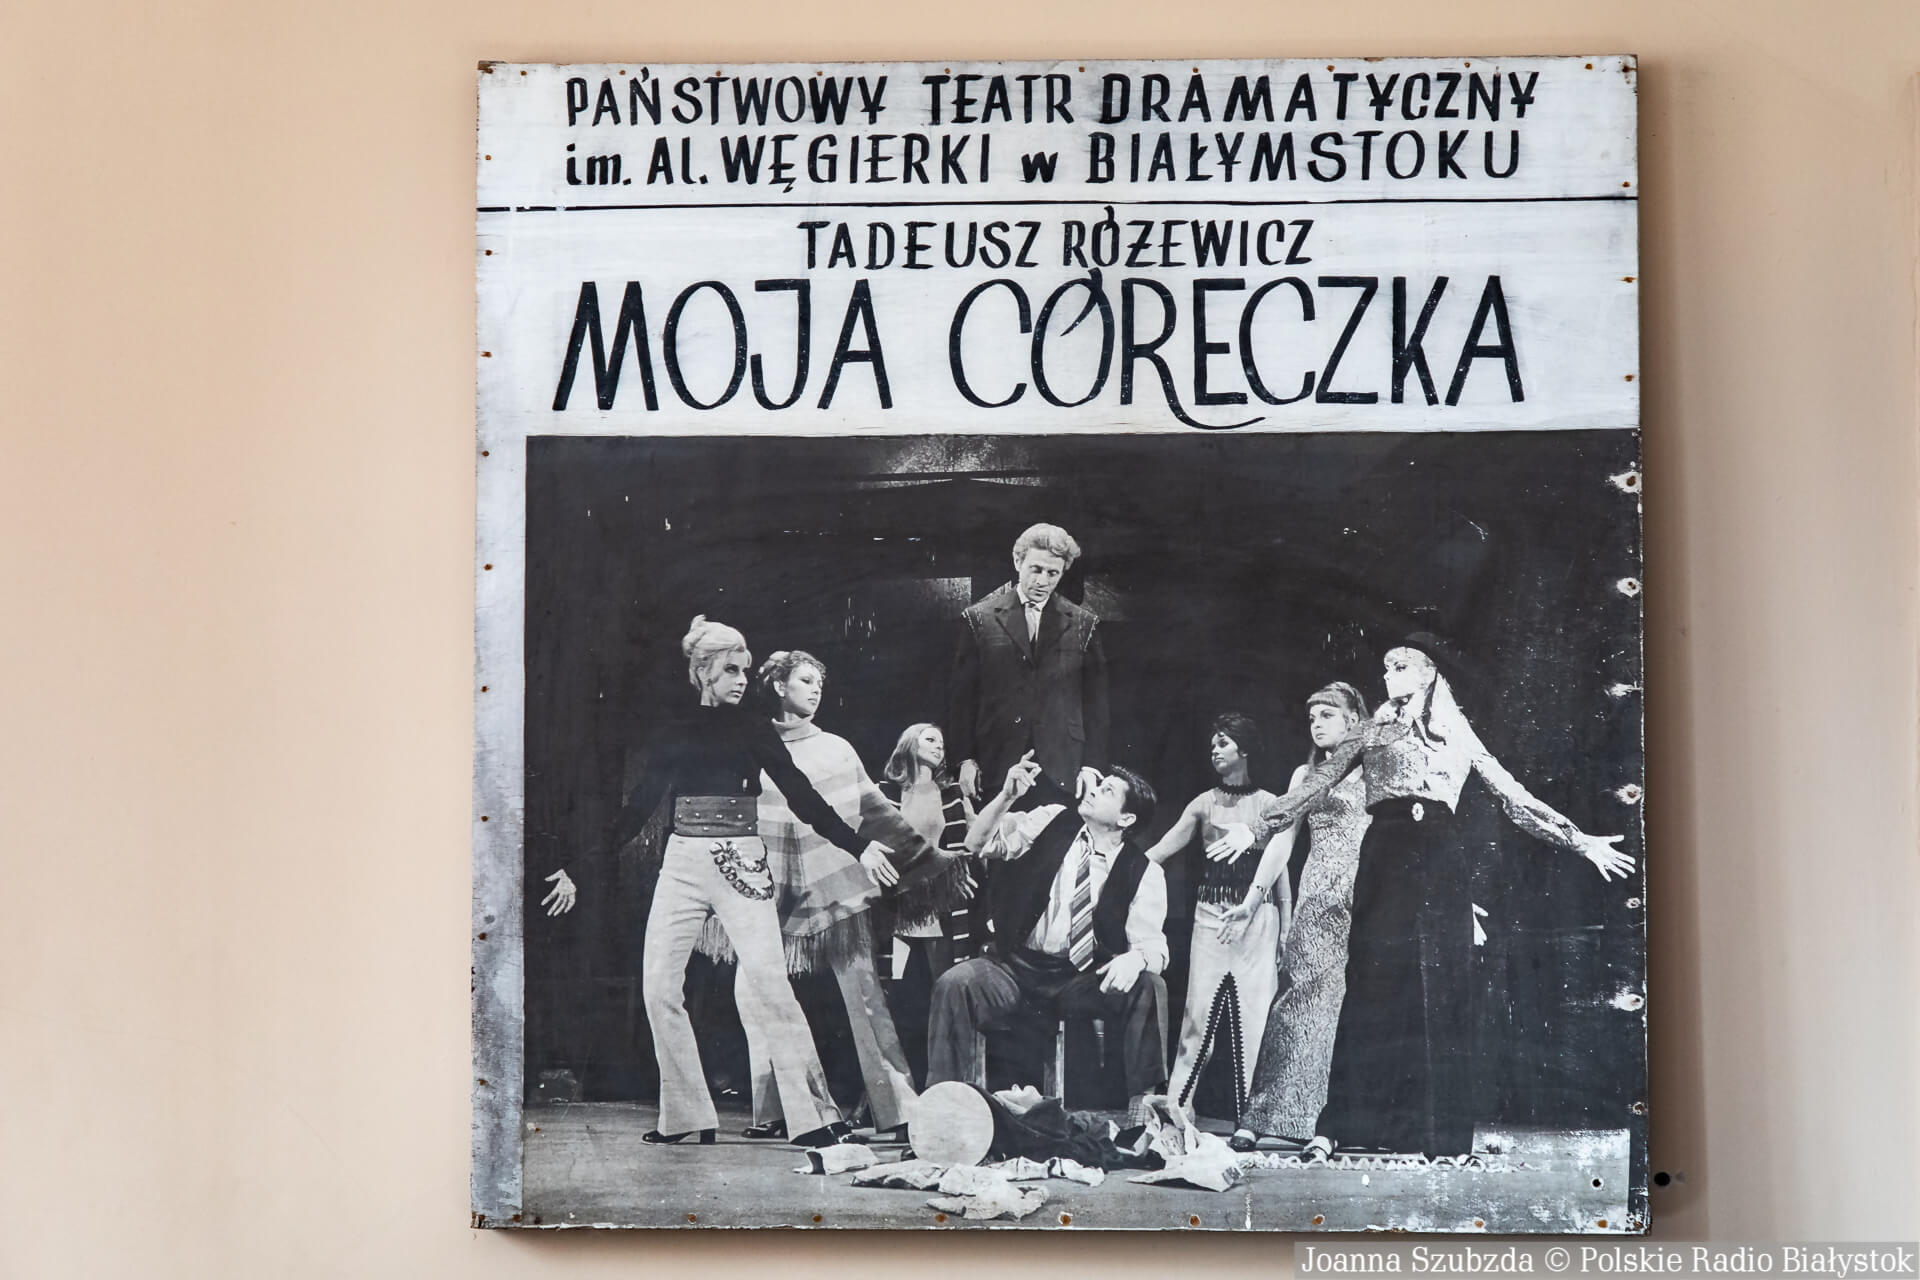 PAŃSTWOWY TEATR DRAMATYCZNY
im. AL. WĘGIERKI w BIAŁYMSTOKU
TADEUSZ RÓŻEWICZ
MOJA CÓRECZKA
Joanna Szubzda © Polskie Radio Białystok